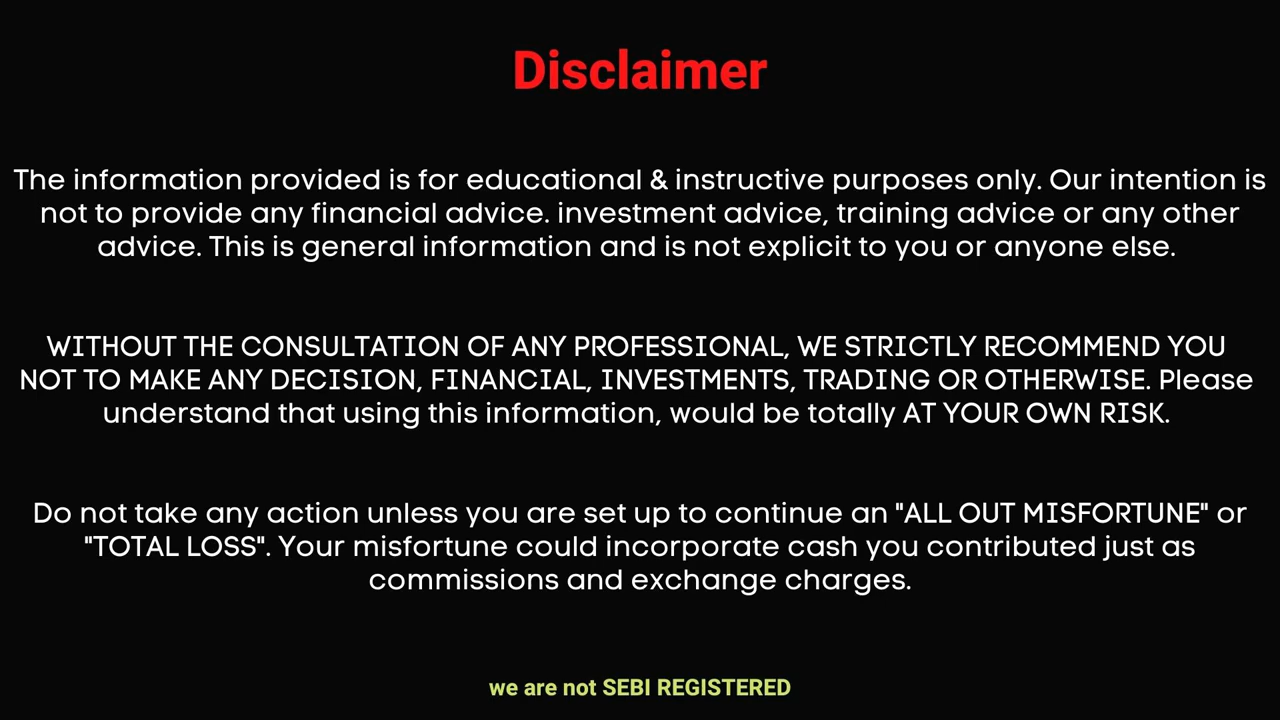 Disclaimer
The information provided is for educational & instructive purposes only. Our intention is
not to provide any financial advice. investment advice, training advice or any other
advice. This is general information and is not explicit to you or anyone else.
WITHOUT THE CONSULTATION OF ANY PROFESSIONAL, WE STRICTLY RECOMMEND YOU
NOT TO MAKE ANY DECISION, FINANCIAL, INVESTMENTS, TRADING OR OTHERWISE. Please
understand that using this information, would be totally AT YOUR OWN RISK.
Do not take any action unless you are set up to continue an "ALL OUT MISFORTUNE" or
"TOTAL LOSS". Your misfortune could incorporate cash you contributed just as
commissions and exchange charges.
we are not SEBI REGISTERED